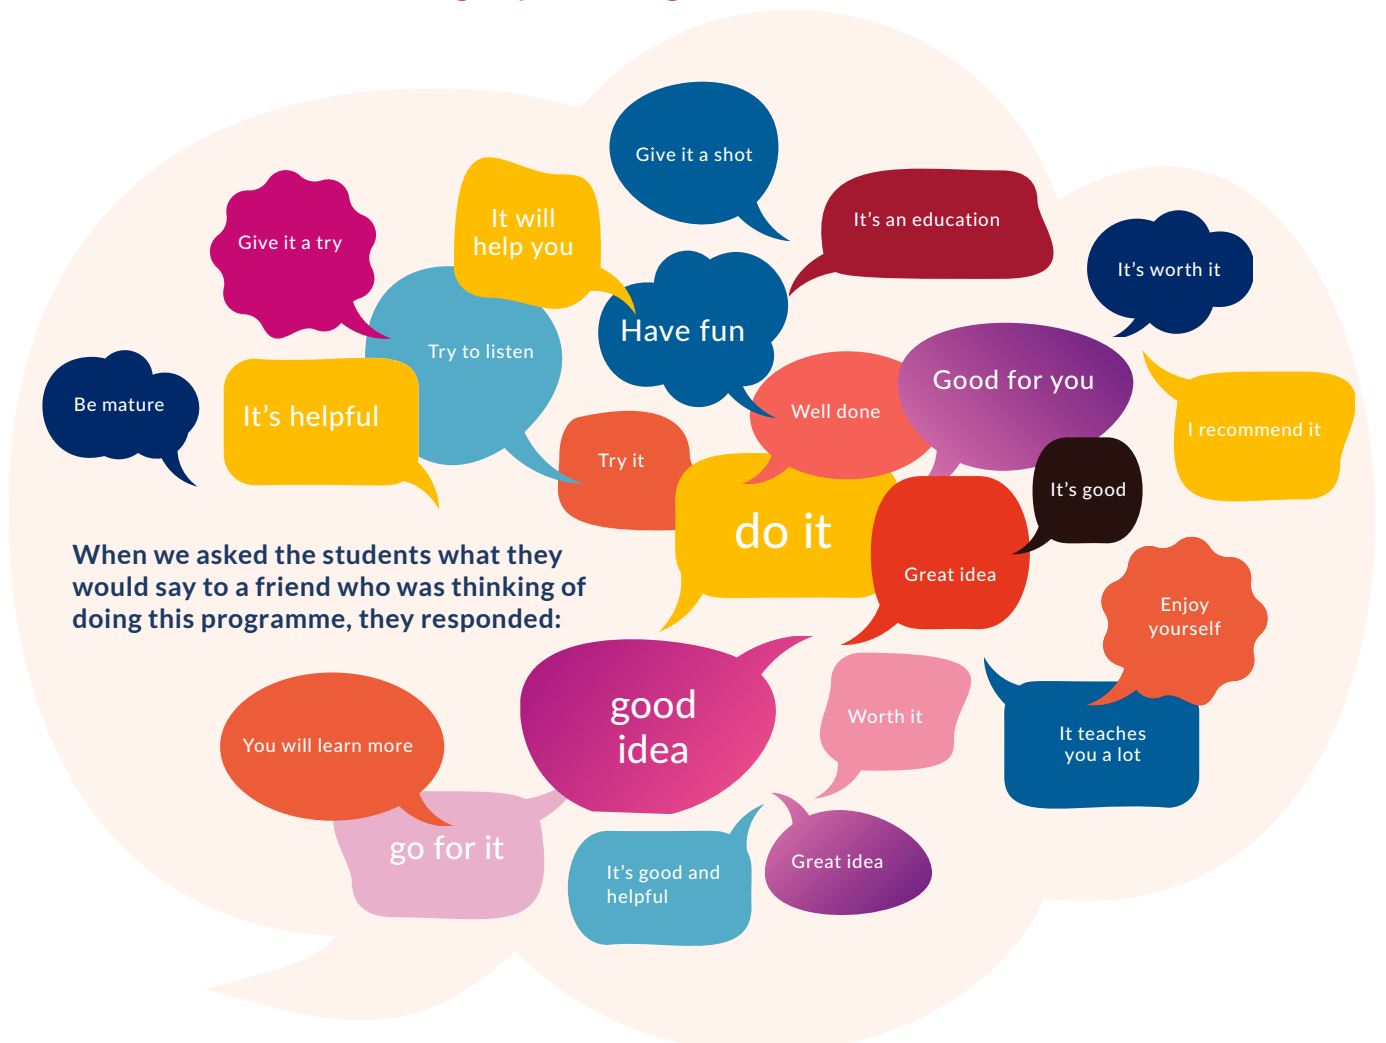 Give it a shot
It's an education
It will
help you
Give it a try
It's worth it
Have fun
Try to listen
Good for you
Be mature
It's helpful
Well done
I recommend it
Try it
It's good
do it
Great idea
When we asked the students what they
would say to a friend who was thinking of
doing this programme, they responded:
Enjoy
yourself
good
idea
Worth it
It teaches
you a lot
You will learn more
go for it
It's good and
helpful
Great idea